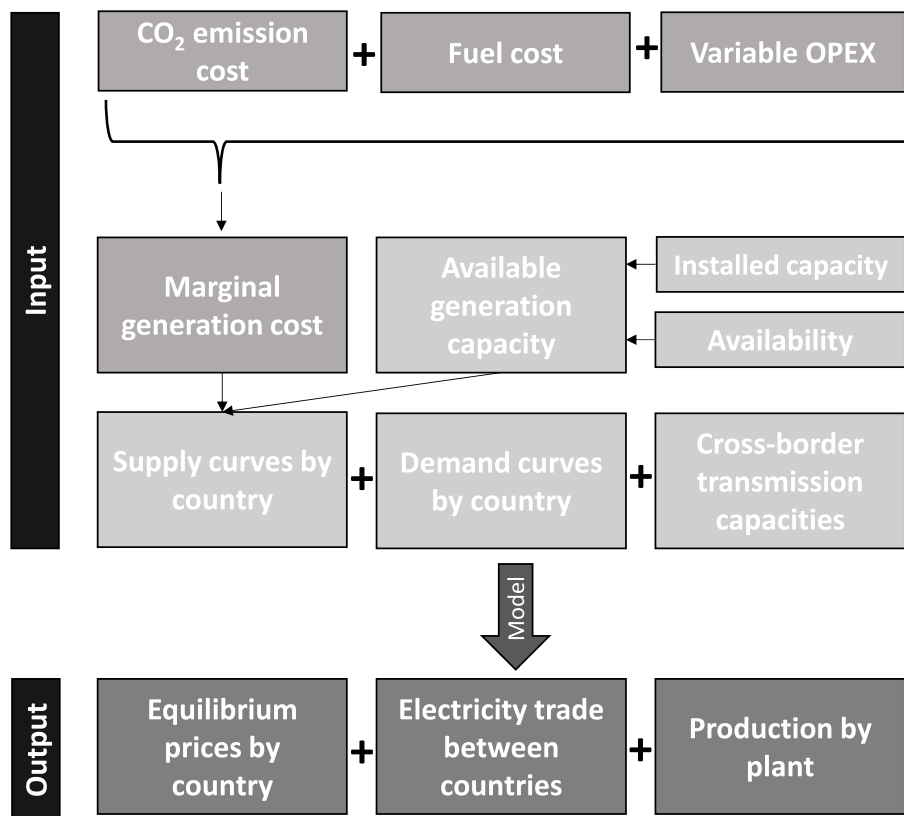 Input
CO₂ emission
cost
+
Fuel cost
+
Variable OPEX
Marginal
generation cost
Available
generation
capacity
Installed capacity
Availability
Supply curves by
country
+
Demand curves
by country
+
Cross-border
transmission
capacities
Model
Output
Equilibrium
prices by
country
+
Electricity trade
between
countries
+
Production by
plant